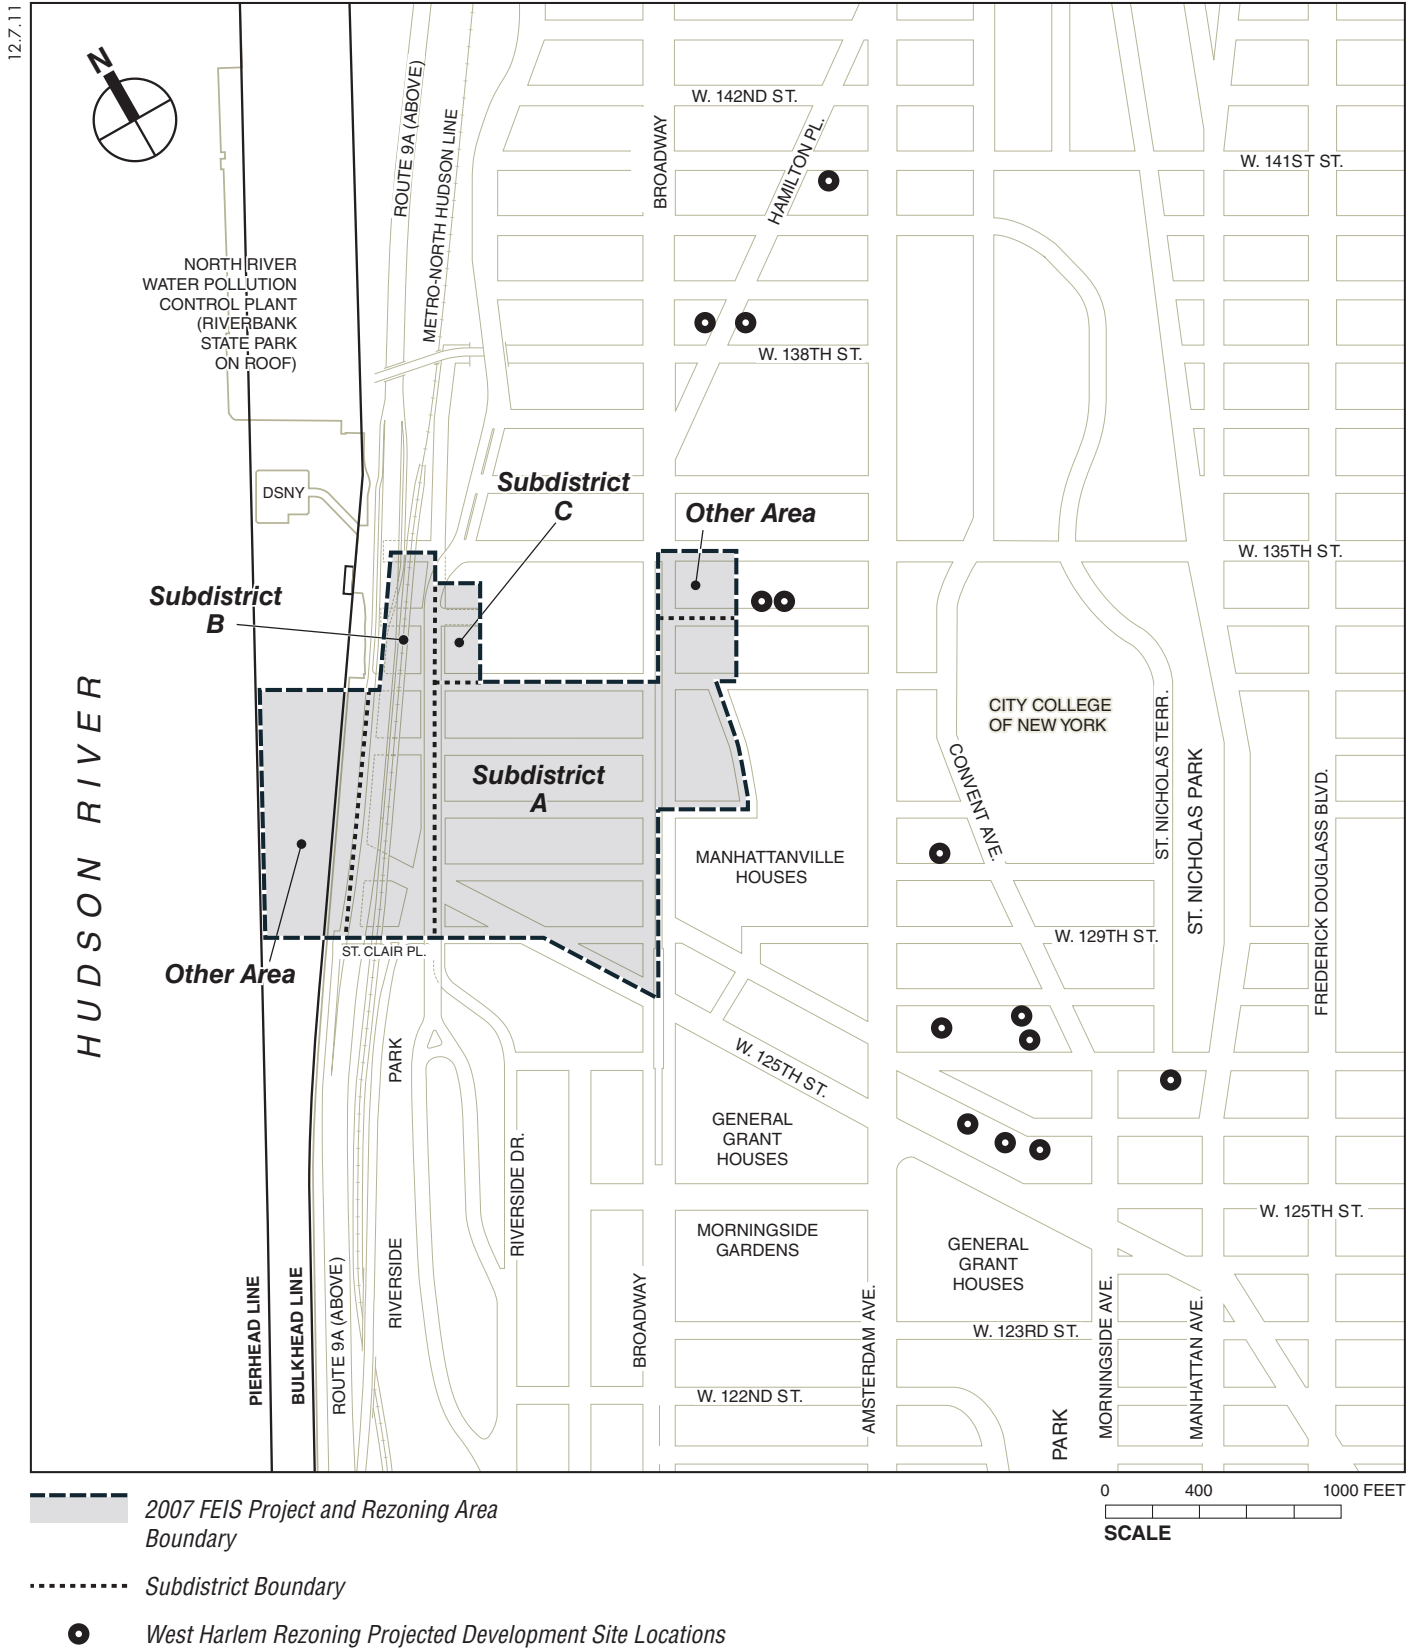 12.7.11
N
ROUTE 9A (ABOVE)
METRO-NORTH HUDSON LINE
BROADWAY
W. 142ND ST.
HAMILTON PL.
W. 141ST ST.
NORTH RIVER
WATER POLLUTION
CONTROL PLANT
(RIVERBANK
STATE PARK
ON ROOF)
W. 138TH ST.
DSNY
Subdistrict
C
Other Area
W. 135TH ST.
Subdistrict
B
HUDSON RIVER
CITY COLLEGE
OF NEW YORK
CONVENT AVE.
ST. NICHOLAS TERR.
ST. NICHOLAS PARK
FREDERICK DOUGLASS BLVD.
Subdistrict
A
MANHATTANVILLE
HOUSES
W. 129TH ST.
ST. CLAIR PL.
Other Area
PARK
W. 125TH ST.
GENERAL
GRANT
HOUSES
RIVERSIDE DR.
W. 125TH ST.
RIVERSIDE
MORNINGSIDE
GARDENS
GENERAL
GRANT
HOUSES
PIERHEAD LINE
BULKHEAD LINE
ROUTE 9A (ABOVE)
BROADWAY
AMSTERDAM AVE.
W. 123RD ST.
MORNINGSIDE AVE.
MANHATTAN AVE.
W. 122ND ST.
PARK
0 400 1000 FEET
SCALE
2007 FEIS Project and Rezoning Area
Boundary
Subdistrict Boundary
West Harlem Rezoning Projected Development Site Locations